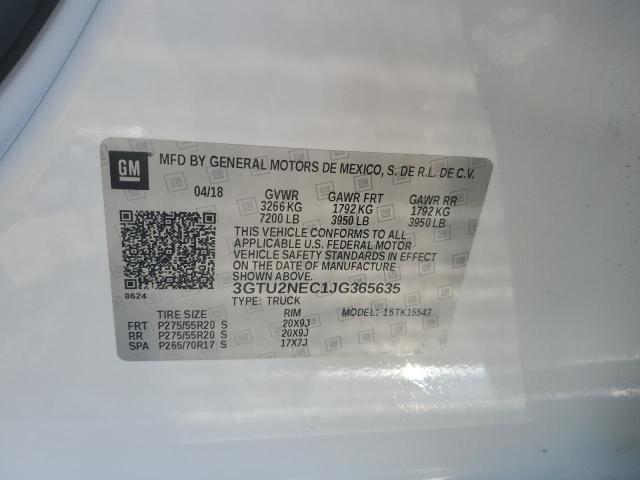 GM MFD BY GENERAL MOTORS DE MEXICO, S. DE R.L. DE C.V.
04/18 GVWR GAWR FRT GAWR RR
3266 KG 1792 KG 1792 KG
7200 LB 3950 LB 3950 LB
THIS VEHICLE CONFORMS TO ALL
APPLICABLE U.S. FEDERAL MOTOR
VEHICLE SAFETY STANDARDS IN
EFFECT ON THE DATE OF MANUFACTURE
SHOWN ABOVE.
8624 3GTU2NEC1JG365635
TYPE: TRUCK
TIRE SIZE RIM MODEL: 15TK15543
FRT P275/55R20 S 20X9J
RR P275/55R20 S 20X9J
SPA P265/70R17 S 17X7J